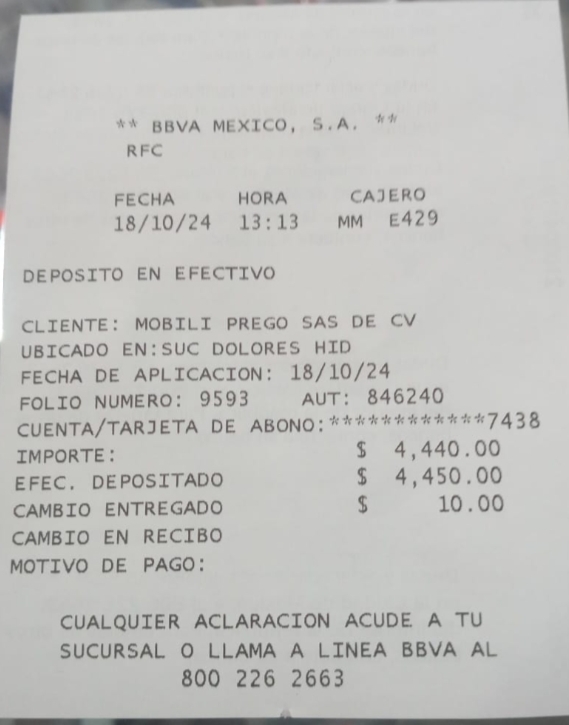 ** BBVA MEXICO, S.A. **
RFC
FECHA HORA CAJERO
18/10/24 13:13 MM E429
DEPOSITO EN EFECTIVO
CLIENTE: MOBILI PREGO SAS DE CV
UBICADO EN:SUC DOLORES HID
FECHA DE APLICACION: 18/10/24
FOLIO NUMERO: 9593 AUT: 846240
CUENTA/TARJETA DE ABONO:************7438
IMPORTE: $ 4,440.00
EFEC. DEPOSITADO $ 4,450.00
CAMBIO ENTREGADO $ 10.00
CAMBIO EN RECIBO
MOTIVO DE PAGO:
CUALQUIER ACLARACION ACUDE A TU
SUCURSAL O LLAMA A LINEA BBVA AL
800 226 2663